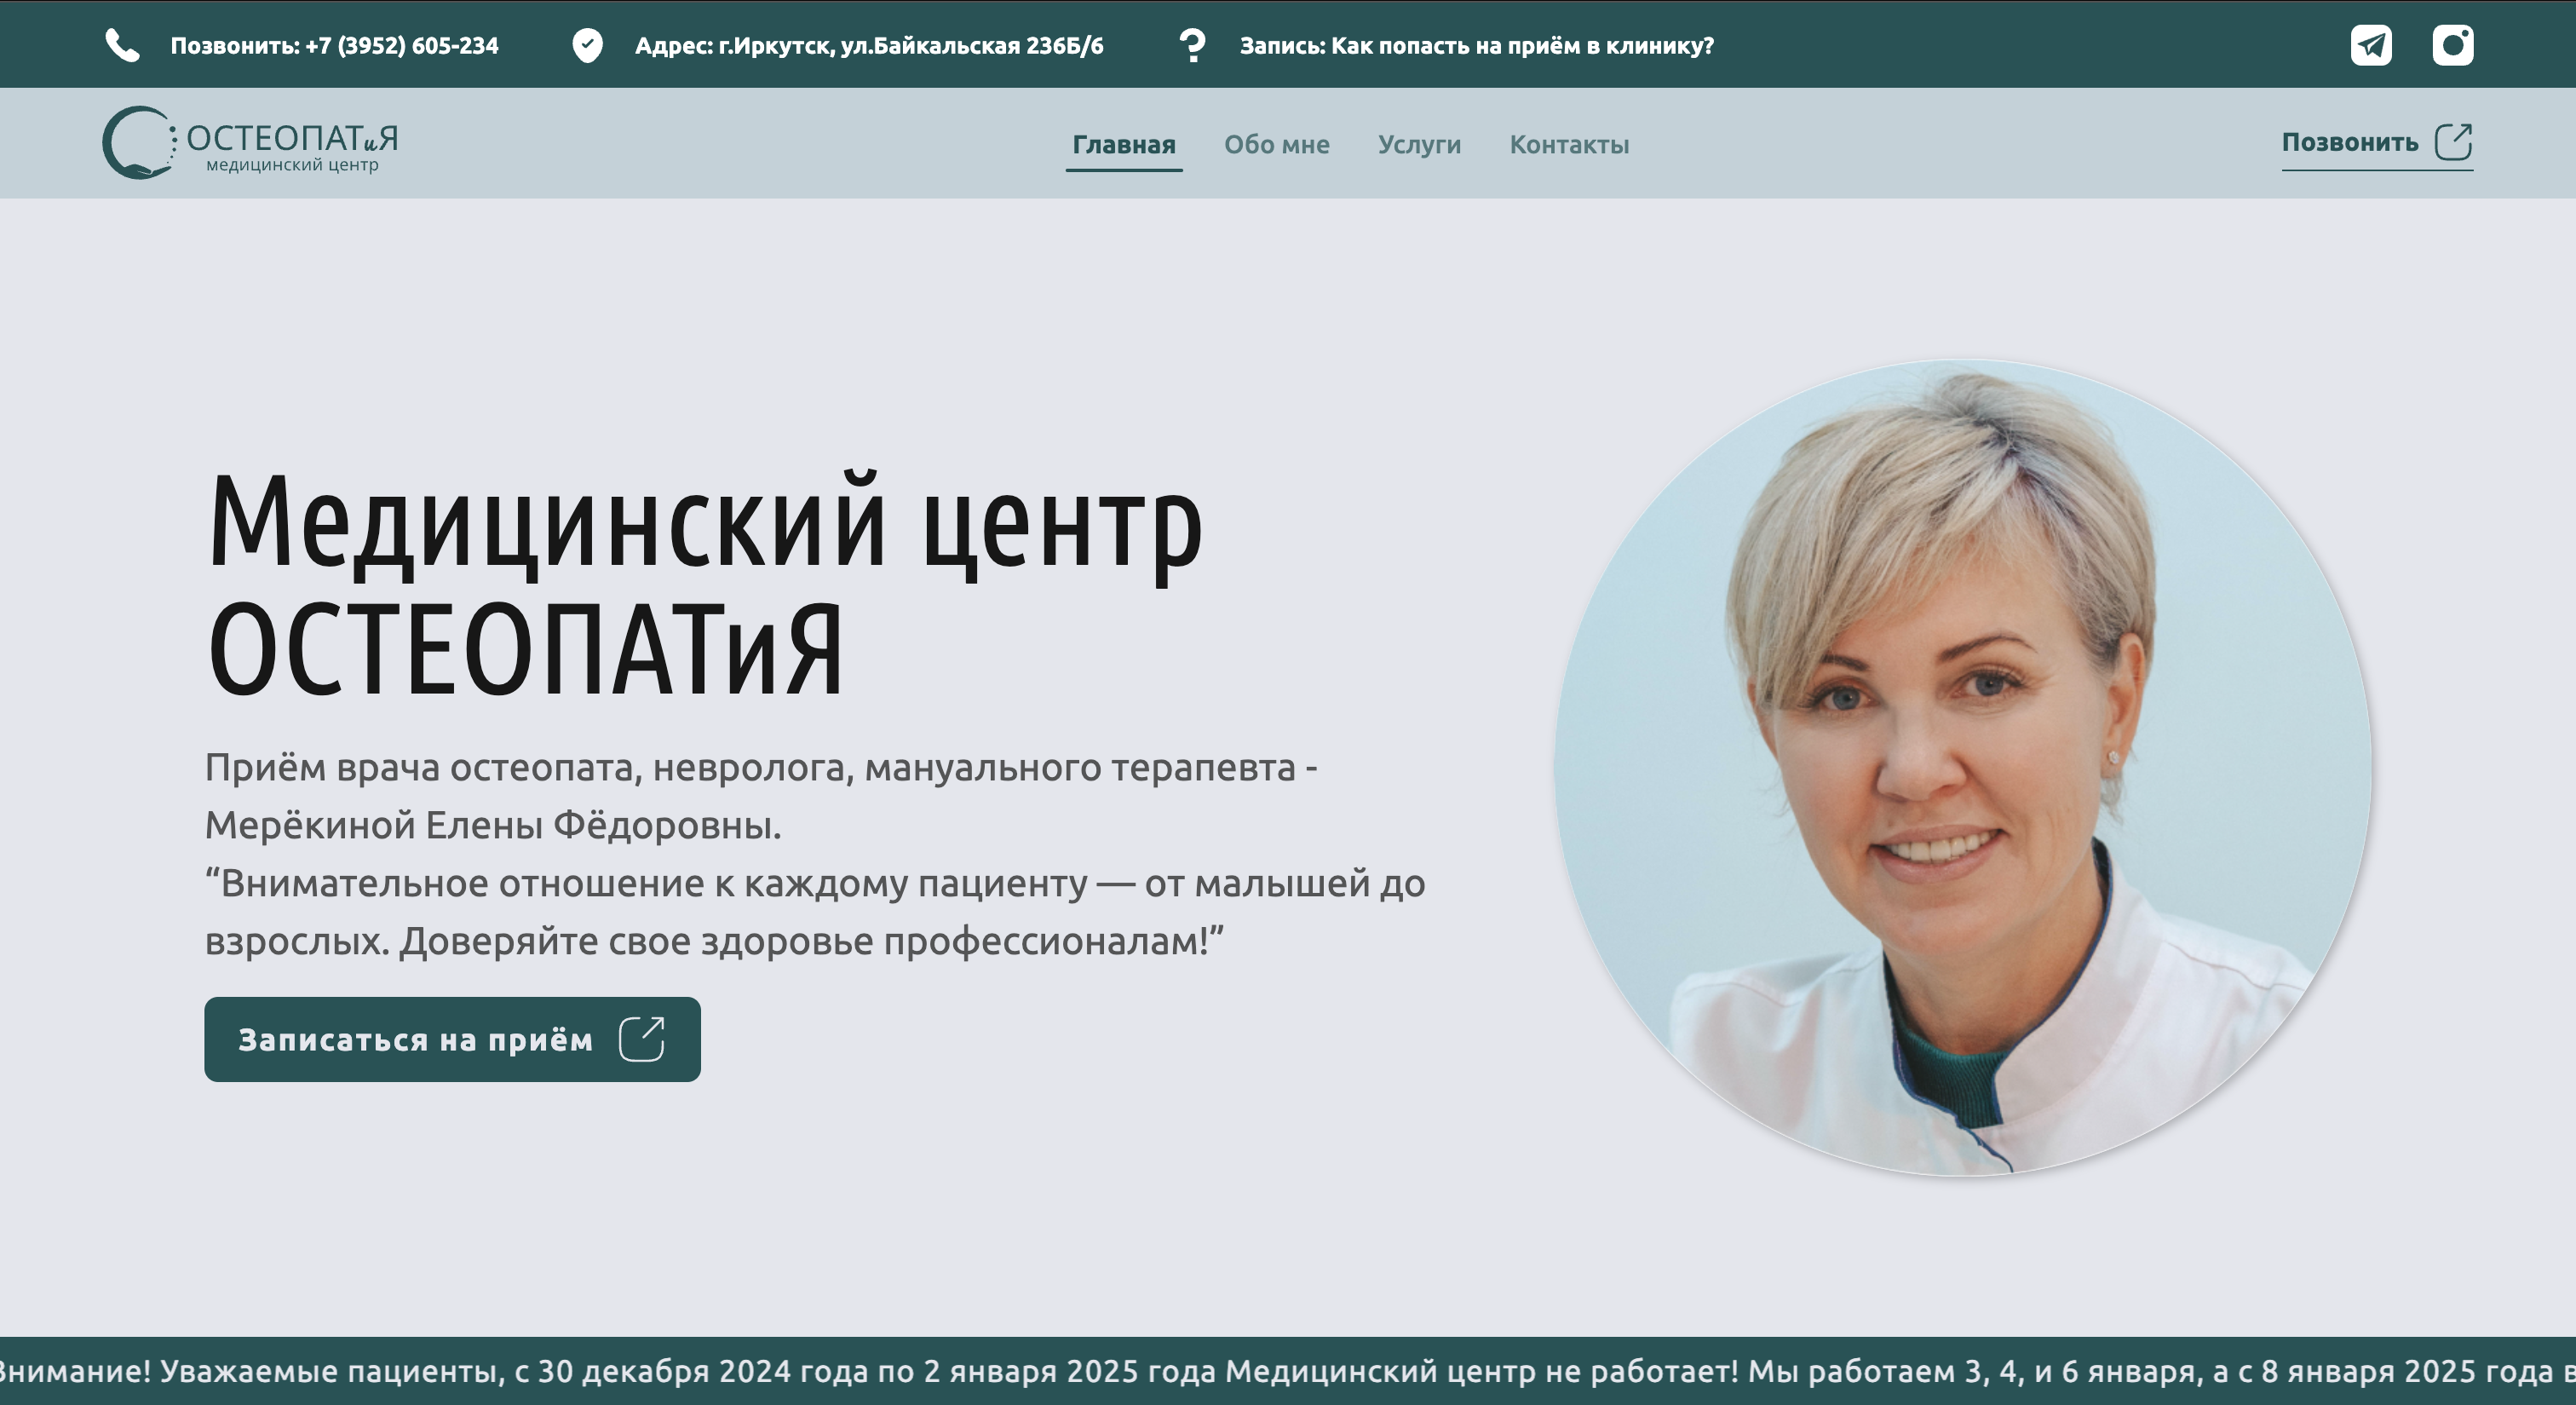 Позвонить: +7 (3952) 605-234
Адрес: г.Иркутск, ул.Байкальская 236Б/6
Запись: Как попасть на приём в клинику?
ОСТЕОПАТиЯ
медицинский центр
Главная
Обо мне
Услуги
Контакты
Позвонить
Медицинский центр
ОСТЕОПАТиЯ
Приём врача остеопата, невролога, мануального терапевта -
Мерёкиной Елены Фёдоровны.
“Внимательное отношение к каждому пациенту — от малышей до
взрослых. Доверяйте свое здоровье профессионалам!”
Записаться на приём
Внимание! Уважаемые пациенты, с 30 декабря 2024 года по 2 января 2025 года Медицинский центр не работает! Мы работаем 3, 4, и 6 января, а с 8 января 2025 года